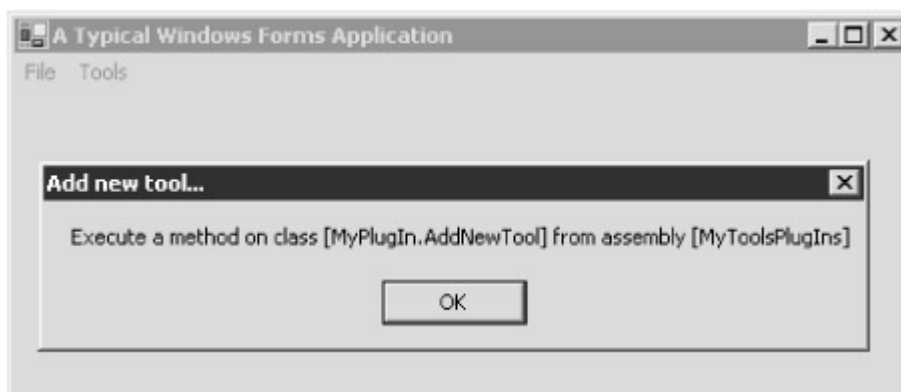 A Typical Windows Forms Application
File Tools
Add new tool...
Execute a method on class [MyPlugIn.AddNewTool] from assembly [MyToolsPlugIns]
OK